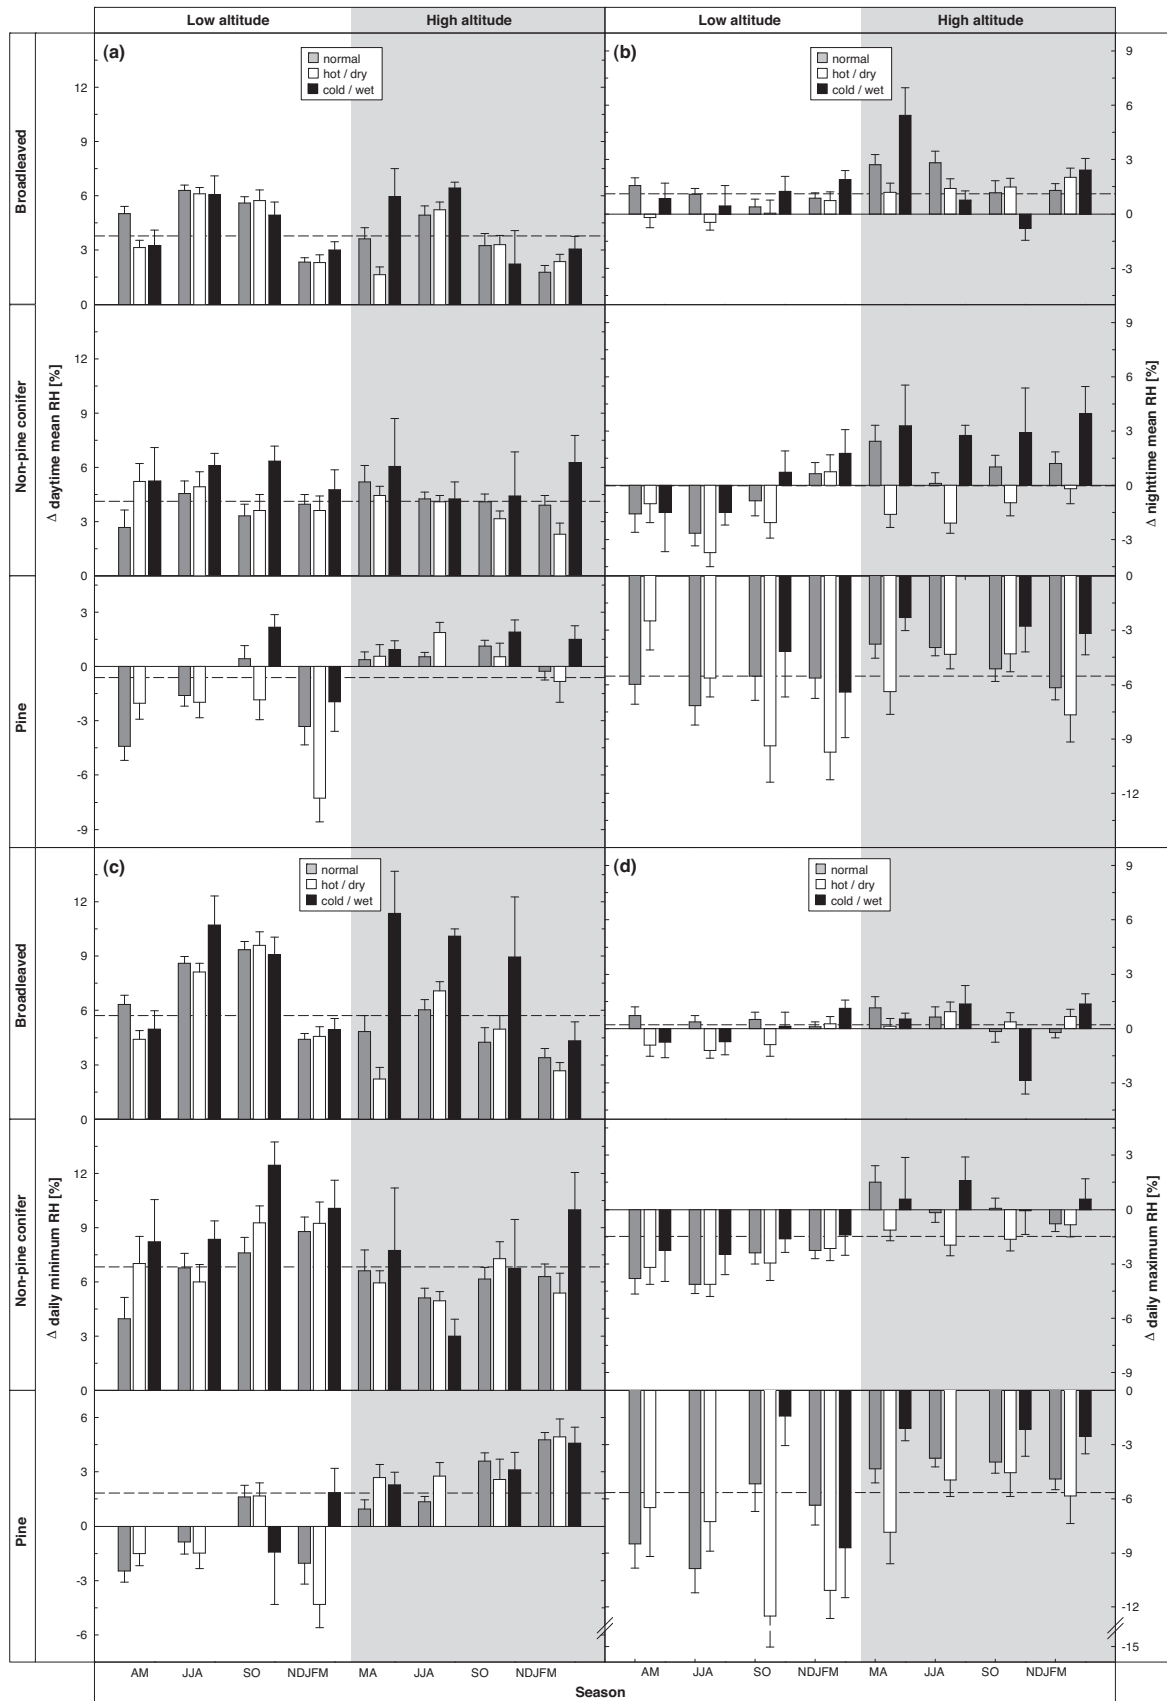 Low altitude High altitude Low altitude High altitude
(a) (b)
normal
hot / dry
cold / wet
normal
hot / dry
cold / wet
Broadleaved
12
9
6
3
0
9
6
3
0
-3
Non-pine conifer
Δ daytime mean RH [%]
12
9
6
3
0
9
6
3
0
-3
Δ nighttime mean RH [%]
Pine
3
0
-3
-6
-9
0
-3
-6
-9
-12
(c) (d)
normal
hot / dry
cold / wet
normal
hot / dry
cold / wet
Broadleaved
12
9
6
3
0
9
6
3
0
-3
Non-pine conifer
Δ daily minimum RH [%]
12
9
6
3
0
3
0
-3
-6
-9
Δ daily maximum RH [%]
Pine
6
3
0
-3
-6
0
-3
-6
-9
-12
-15
AM JJA SO NDJFM MA JJA SO NDJFM AM JJA SO NDJFM MA JJA SO NDJFM
Season